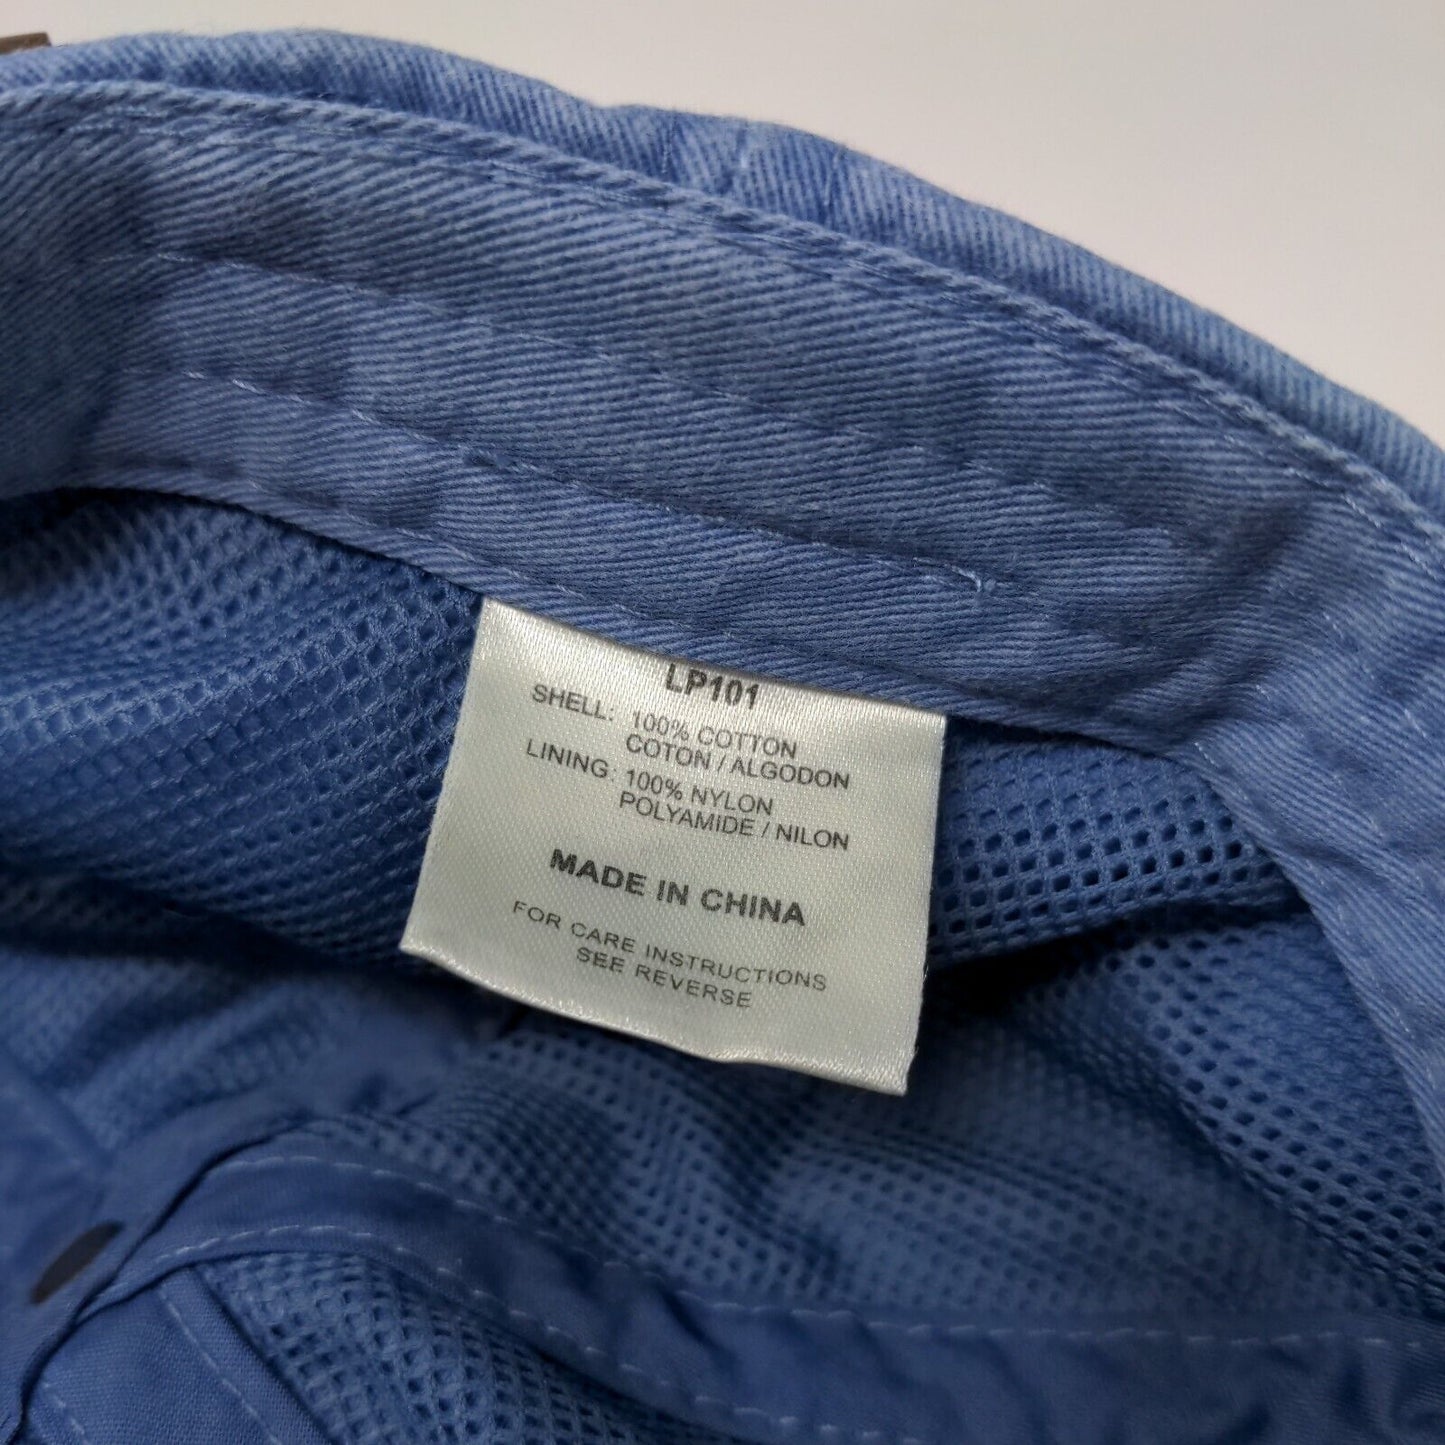 LP101
SHELL: 100% COTTON
COTON / ALGODON
LINING: 100% NYLON
POLYAMIDE / NILON
MADE IN CHINA
FOR CARE INSTRUCTIONS
SEE REVERSE